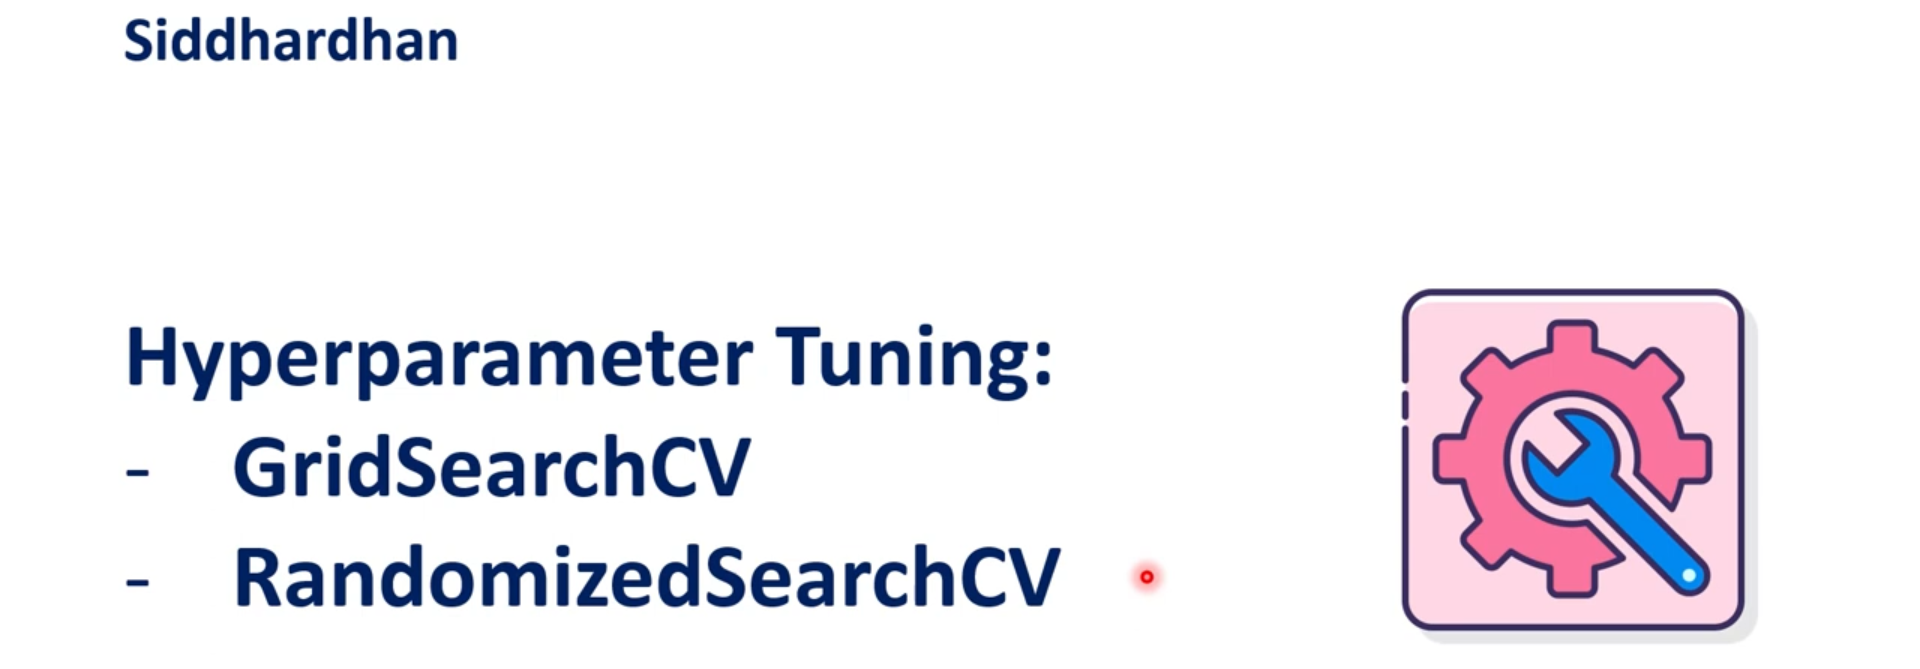 Siddhardhan
Hyperparameter Tuning:
- GridSearchCV
- RandomizedSearchCV